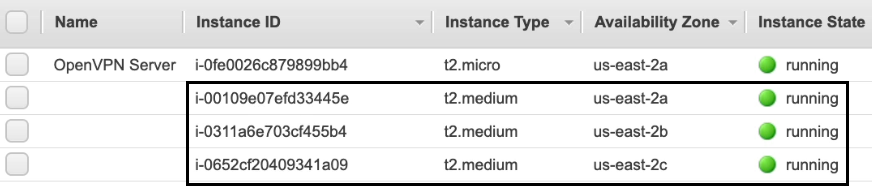 Name Instance ID Instance Type Availability Zone Instance State
OpenVPN Server i-0fe0026c879899bb4 t2.micro us-east-2a running
i-00109e07efd33445e t2.medium us-east-2a running
i-0311a6e703cf455b4 t2.medium us-east-2b running
i-0652cf20409341a09 t2.medium us-east-2c running